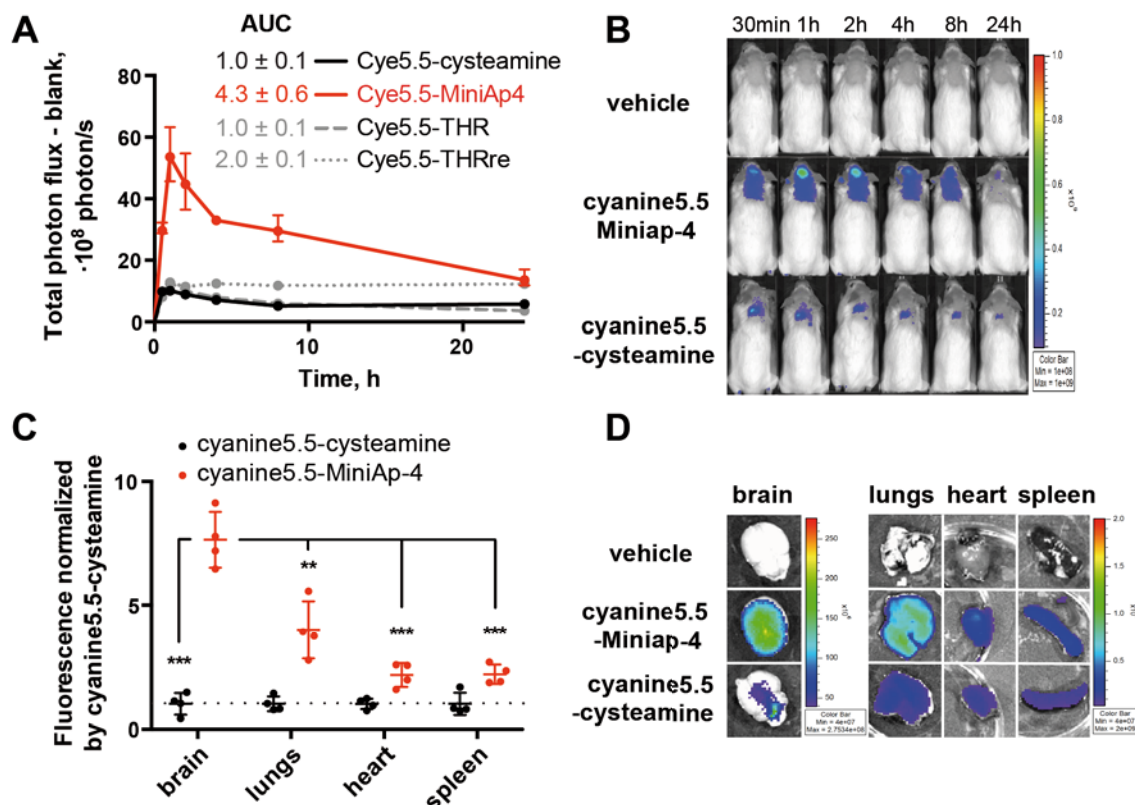 A
AUC
1.0 ± 0.1 Cye5.5-cysteamine
4.3 ± 0.6 Cye5.5-MiniAp4
1.0 ± 0.1 Cye5.5-THR
2.0 ± 0.1 Cye5.5-THRre
Total photon flux - blank,
·10⁸ photon/s
80
60
40
20
0
0 10 20
Time, h
B
30min 1h 2h 4h 8h 24h
vehicle
cyanine5.5
Miniap-4
cyanine5.5
-cysteamine
1.0
0.8
0.6
0.4
0.2
×10⁹
Color Bar
Min = 1e+08
Max = 1e+09
C
cyanine5.5-cysteamine
cyanine5.5-MiniAp-4
Fluorescence normalized
by cyanine5.5-cysteamine
10
5
0
***
**
***
***
brain
lungs
heart
spleen
D
brain lungs heart spleen
vehicle
cyanine5.5
-Miniap-4
cyanine5.5
-cysteamine
250
200
150
100
50
Color Bar
Min = 4e+07
Max = 2.7534e+08
2.0
1.5
1.0
0.5
Color Bar
Min = 4e+07
Max = 2e+09